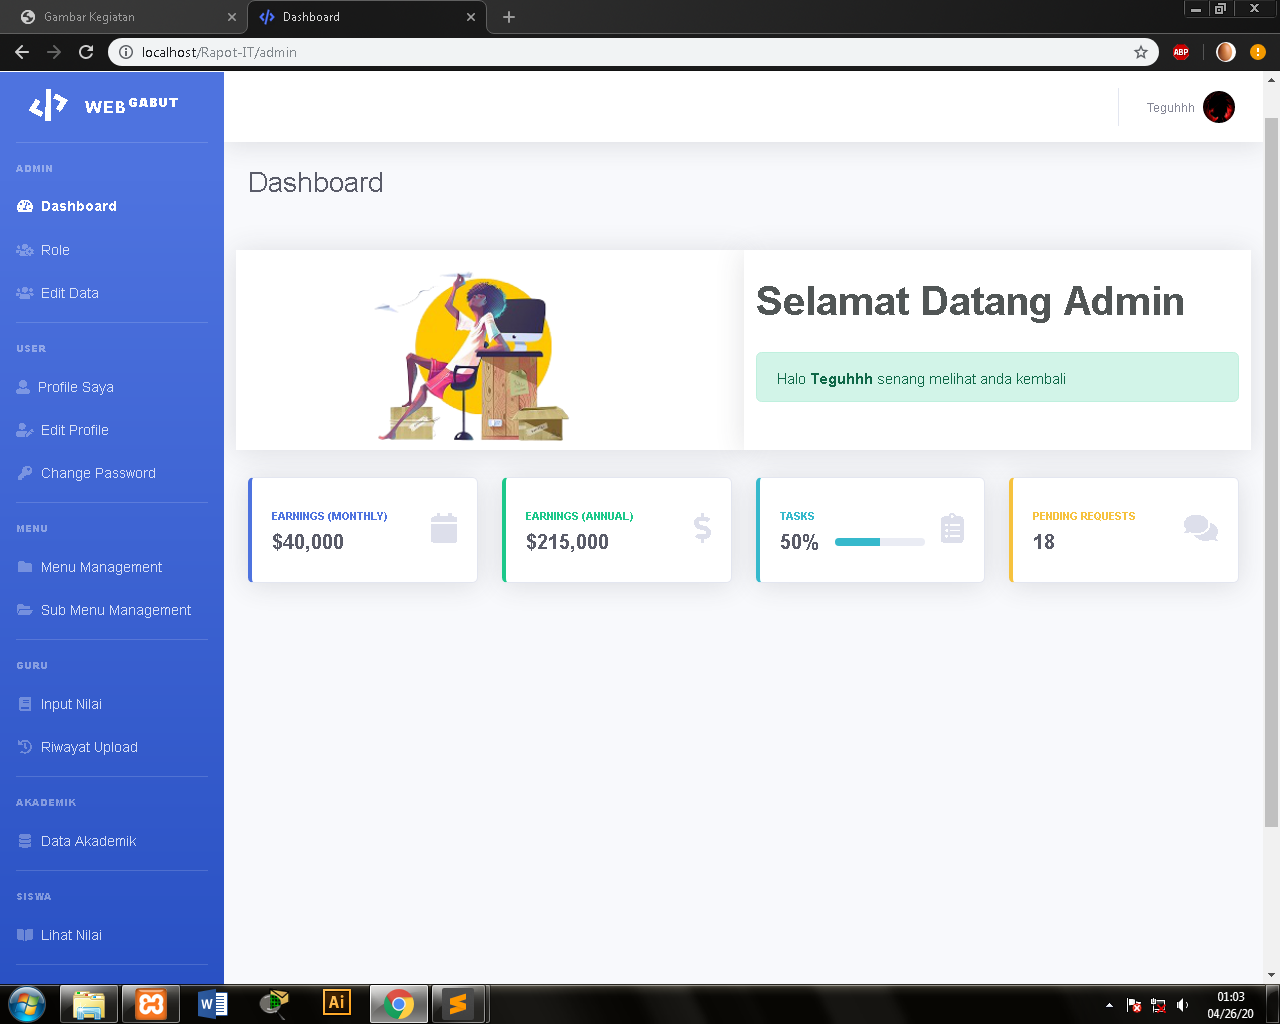 Gambar Kegiatan
Dashboard
localhost/Rapot-IT/admin
ABP
WEB GABUT
Teguhhh
ADMIN
Dashboard
Role
Edit Data
USER
Profile Saya
Edit Profile
Change Password
MENU
Menu Management
Sub Menu Management
GURU
Input Nilai
Riwayat Upload
AKADEMIK
Data Akademik
SISWA
Lihat Nilai
Dashboard
Selamat Datang Admin
Halo Teguhhh senang melihat anda kembali
EARNINGS (MONTHLY)
$40,000
EARNINGS (ANNUAL)
$215,000
TASKS
50%
PENDING REQUESTS
18
Ai
01:03
04/26/20